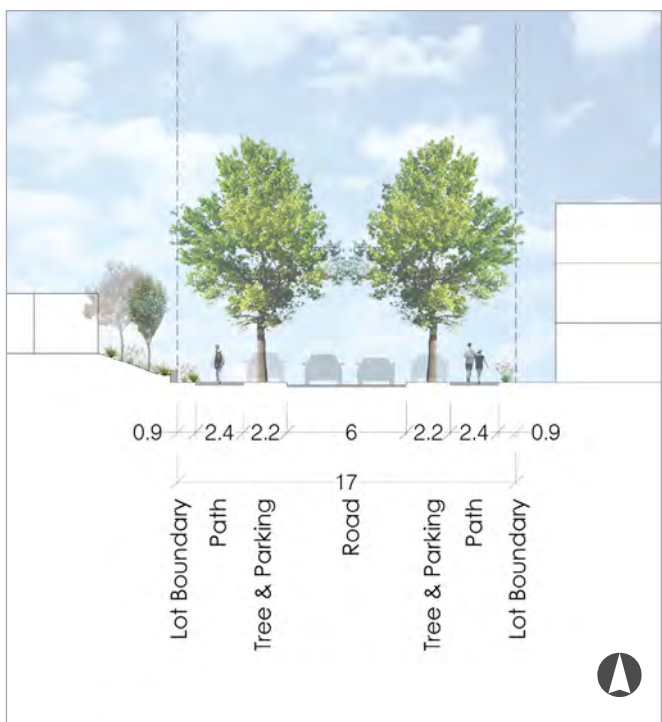 0.9 2.4 2.2 6 2.2 2.4 0.9
17
Lot Boundary
Path
Tree & Parking
Road
Tree & Parking
Path
Lot Boundary